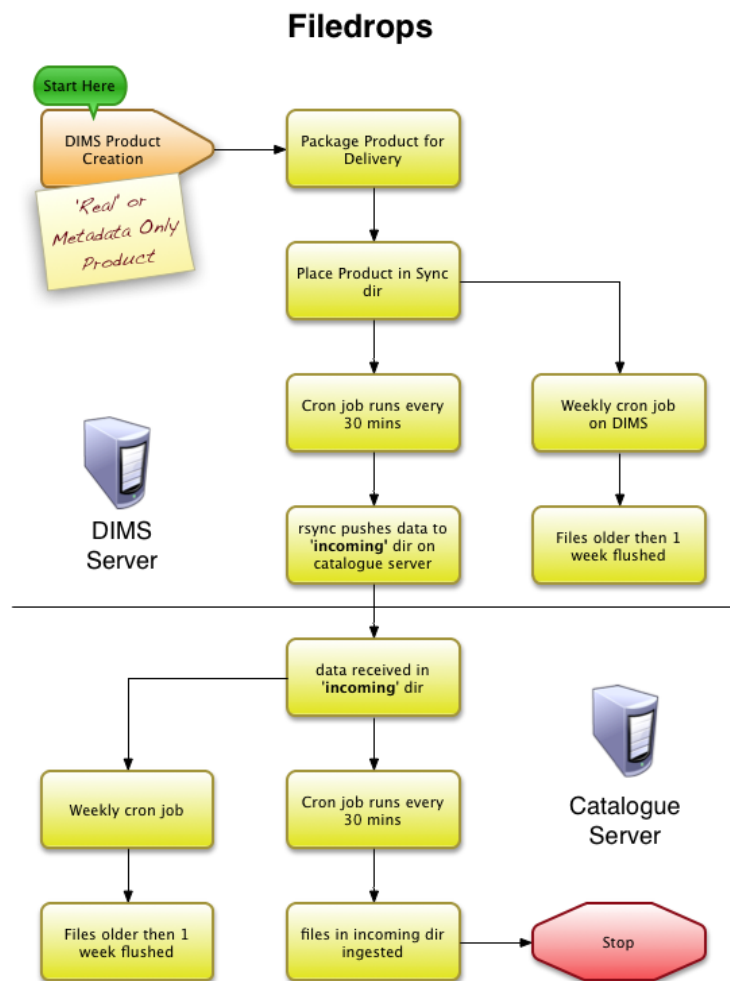 Filedrops
Start Here
DIMS Product
Creation
'Real' or
Metadata Only
Product
Package Product for
Delivery
Place Product in Sync
dir
Cron job runs every
30 mins
Weekly cron job
on DIMS
rsync pushes data to
'incoming' dir on
catalogue server
Files older then 1
week flushed
DIMS
Server
data received in
'incoming' dir
Weekly cron job
Cron job runs every
30 mins
Catalogue
Server
Files older then 1
week flushed
files in incoming dir
ingested
Stop